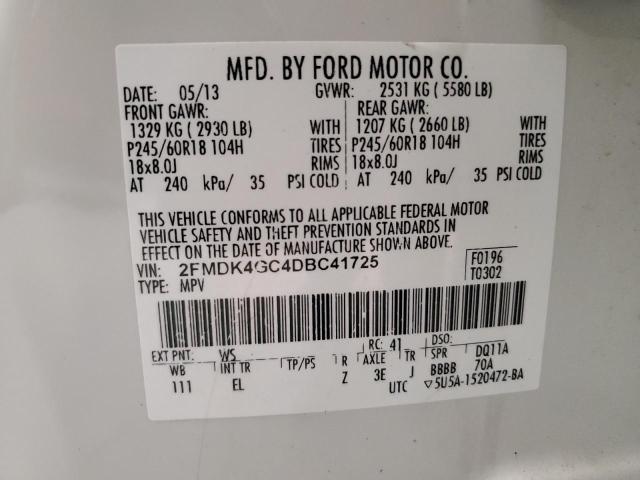 MFD. BY FORD MOTOR CO.
DATE: 05/13 GVWR: 2531 KG ( 5580 LB)
FRONT GAWR: REAR GAWR:
1329 KG ( 2930 LB) WITH 1207 KG ( 2660 LB) WITH
P245/60R18 104H TIRES P245/60R18 104H TIRES
18x8.0J RIMS 18x8.0J RIMS
AT 240 kPa/ 35 PSI COLD AT 240 kPa/ 35 PSI COLD
THIS VEHICLE CONFORMS TO ALL APPLICABLE FEDERAL MOTOR
VEHICLE SAFETY AND THEFT PREVENTION STANDARDS IN
EFFECT ON THE DATE OF MANUFACTURE SHOWN ABOVE.
VIN: 2FMDK4GC4DBC41725 F0196
TYPE: MPV T0302
EXT PNT: WS RC: 41 DSO:
WB INT TR TP/PS R AXLE TR SPR DQ11A
111 EL Z 3E J BBBB 70A
UTC ▽5U5A-1520472-BA